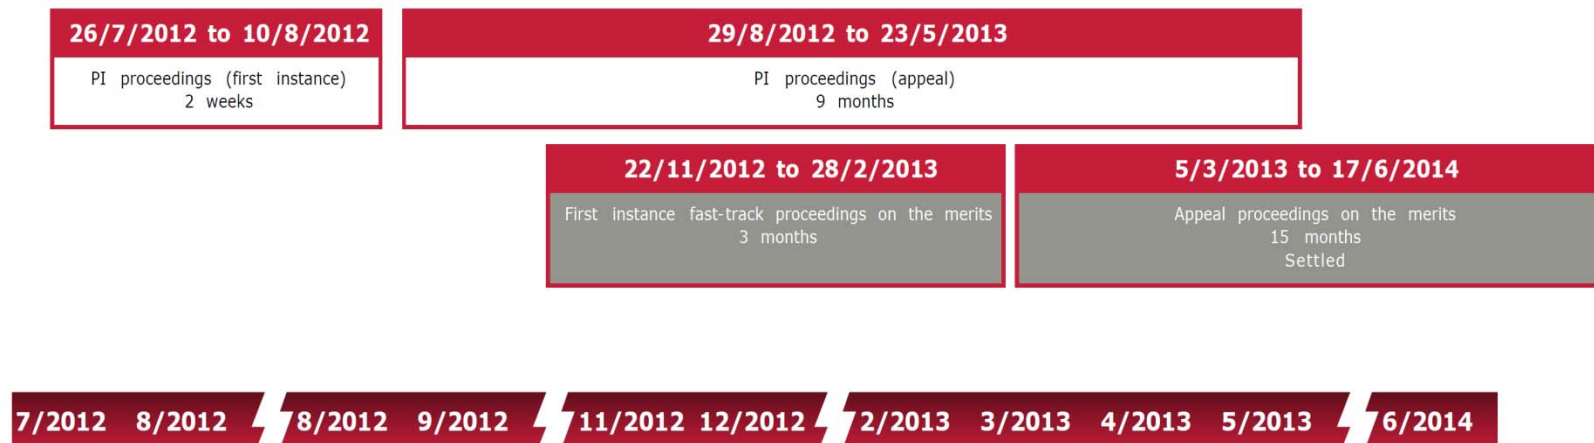 26/7/2012 to 10/8/2012
PI proceedings (first instance)
2 weeks
29/8/2012 to 23/5/2013
PI proceedings (appeal)
9 months
22/11/2012 to 28/2/2013
First instance fast-track proceedings on the merits
3 months
5/3/2013 to 17/6/2014
Appeal proceedings on the merits
15 months
Settled
7/2012 8/2012 8/2012 9/2012 11/2012 12/2012 2/2013 3/2013 4/2013 5/2013 6/2014